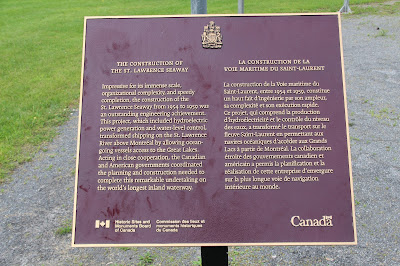 THE CONSTRUCTION OF
THE ST. LAWRENCE SEAWAY
Impressive for its immense scale,
organizational complexity, and speedy
completion, the construction of the
St. Lawrence Seaway from 1954 to 1959 was
an outstanding engineering achievement.
This project, which included hydroelectric
power generation and water-level control,
transformed shipping on the St. Lawrence
River above Montréal by allowing ocean-
going vessels access to the Great Lakes.
Acting in close cooperation, the Canadian
and American governments coordinated
the planning and construction needed to
complete this remarkable undertaking on
the world's longest inland waterway.
Historic Sites and
Monuments Board
of Canada
LA CONSTRUCTION DE LA
VOIE MARITIME DU SAINT-LAURENT
La construction de la Voie maritime du
Saint-Laurent, entre 1954 et 1959, constitue
un haut fait d'ingénierie par son ampleur,
sa complexité et son exécution rapide.
Ce projet, qui comprend la production
d'hydroélectricité et le contrôle du niveau
des eaux, a transformé le transport sur le
fleuve Saint-Laurent en permettant aux
navires océaniques d'accéder aux Grands
Lacs à partir de Montréal. La collaboration
étroite des gouvernements canadien et
américain a permis la planification et la
réalisation de cette entreprise d'envergure
sur la plus longue voie de navigation
intérieure au monde.
Commission des lieux et
monuments historiques
du Canada
Canada